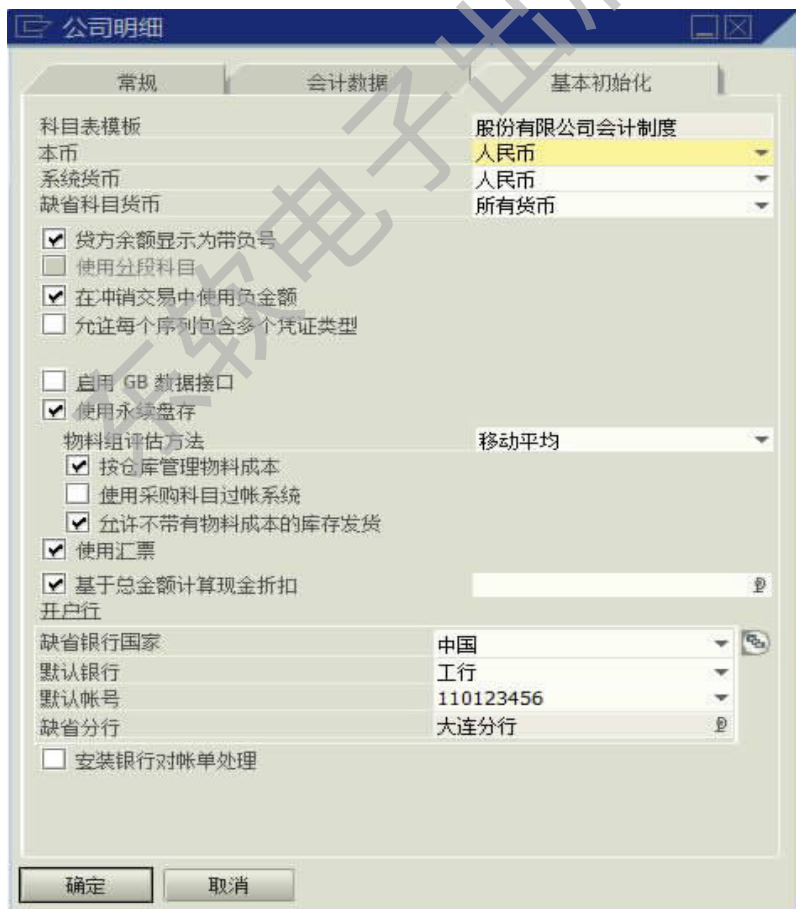 公司明细
常规 会计数据 基本初始化
科目表模板 股份有限公司会计制度
本币 人民币
系统货币 人民币
缺省科目货币 所有货币
贷方余额显示为带负号
使用分段科目
在冲销交易中使用负金额
允许每个序列包含多个凭证类型
启用 GB 数据接口
使用永续盘存
物料组评估方法 移动平均
按仓库管理物料成本
使用采购科目过帐系统
允许不带有物料成本的库存发货
使用汇票
基于总金额计算现金折扣
开户行
缺省银行国家 中国
默认银行 工行
默认帐号 110123456
缺省分行 大连分行
安装银行对帐单处理
确定 取消
东软电子出